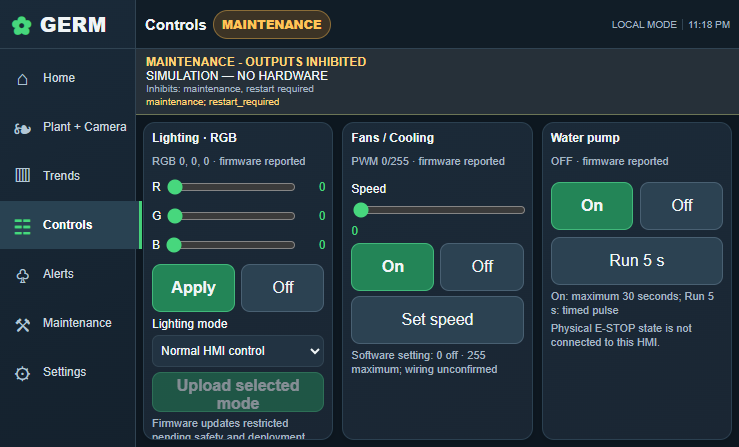 GERM
Controls MAINTENANCE
LOCAL MODE 11:18 PM
Home
Plant + Camera
Trends
Controls
Alerts
Maintenance
Settings
MAINTENANCE - OUTPUTS INHIBITED
SIMULATION — NO HARDWARE
Inhibits: maintenance, restart required
maintenance; restart_required
Lighting · RGB
RGB 0, 0, 0 · firmware reported
R 0
G 0
B 0
Apply Off
Lighting mode
Normal HMI control
Upload selected
mode
Firmware updates restricted
pending safety and deployment
Fans / Cooling
PWM 0/255 · firmware reported
Speed
0
On Off
Set speed
Software setting: 0 off · 255
maximum; wiring unconfirmed
Water pump
OFF · firmware reported
On Off
Run 5 s
On: maximum 30 seconds; Run 5
s: timed pulse
Physical E-STOP state is not
connected to this HMI.